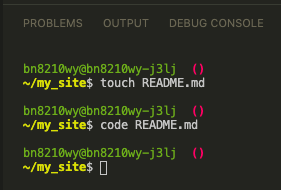 PROBLEMS OUTPUT DEBUG CONSOLE
bn8210wy@bn8210wy-j3lj ()
~/my_site$ touch README.md
bn8210wy@bn8210wy-j3lj ()
~/my_site$ code README.md
bn8210wy@bn8210wy-j3lj ()
~/my_site$